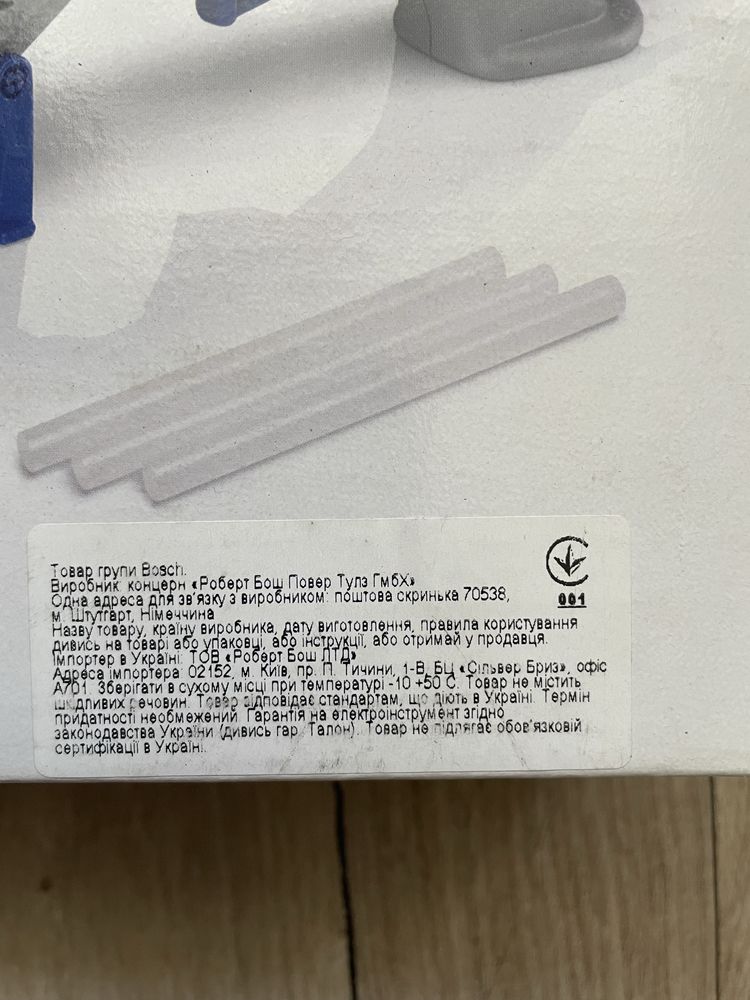 Товар групи Bosch.
Виробник: концерн «Роберт Бош Повер Тулз ГмбХ»
Одна адреса для зв'язку з виробником: поштова скринька 70538,
м. Штутгарт, Німеччина
Назву товару, країну виробника, дату виготовлення, правила користування
дивись на товарі або упаковці, або інструкції, або отримай у продавця.
Імпортер в Україні: ТОВ «Роберт Бош ЛТД»
Адреса імпортера: 02152, м. Київ, пр. П. Тичини, 1-В, БЦ «Сільвер Бриз», офіс
А701. Зберігати в сухому місці при температурі -10 +50 С. Товар не містить
шкідливих речовин. Товар відповідає стандартам, що діють в Україні. Термін
придатності необмежений. Гарантія на електроінструмент згідно
законодавства України (дивись гар. Талон). Товар не підлягає обов'язковій
сертифікації в Україні.
001